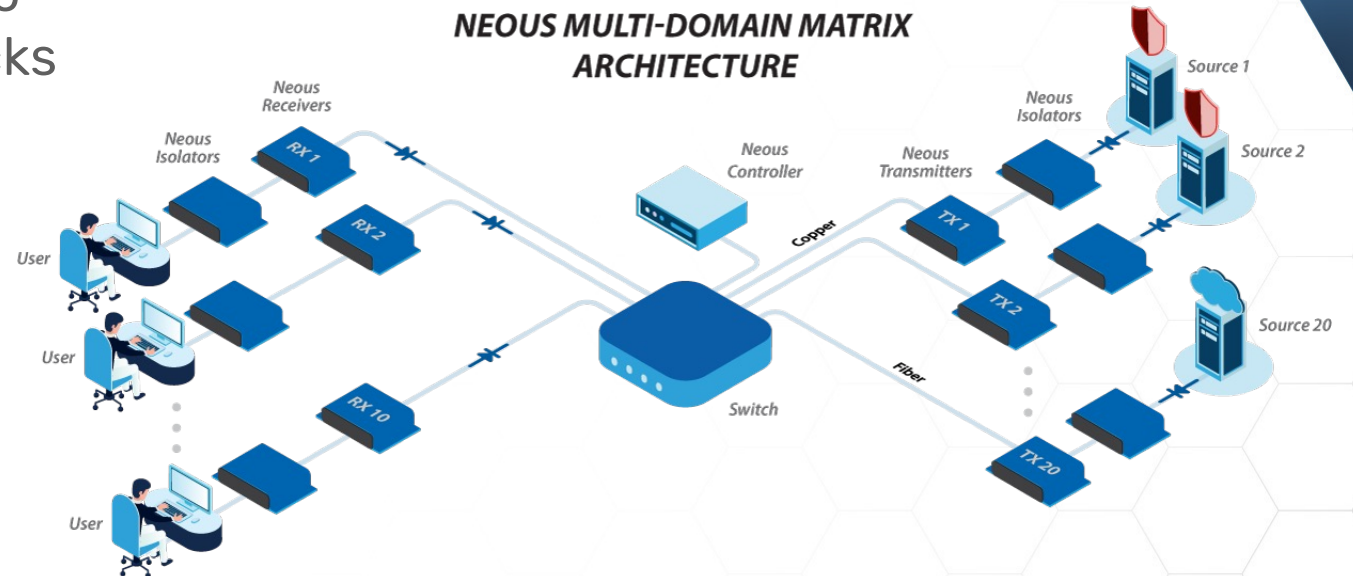 cks
NEOUS MULTI-DOMAIN MATRIX
ARCHITECTURE
Neous
Receivers
Neous
Isolators
RX 1
RX 2
RX 10
User
User
User
Neous
Controller
Switch
Copper
Fiber
Neous
Transmitters
TX 1
TX 2
TX 20
Neous
Isolators
Source 1
Source 2
Source 20